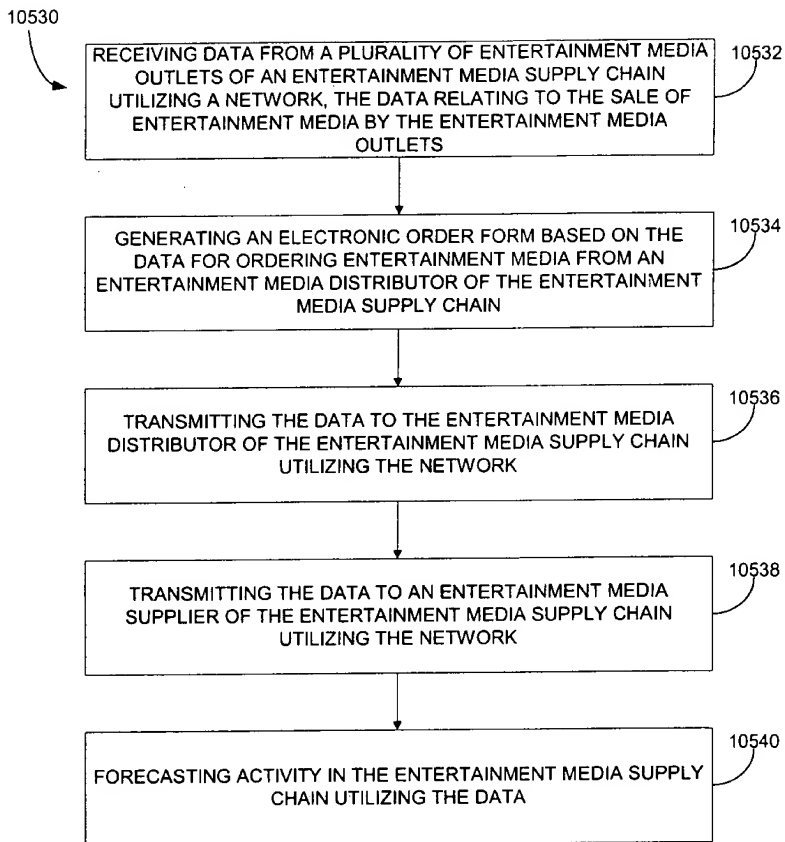 10530
RECEIVING DATA FROM A PLURALITY OF ENTERTAINMENT MEDIA
OUTLETS OF AN ENTERTAINMENT MEDIA SUPPLY CHAIN
UTILIZING A NETWORK, THE DATA RELATING TO THE SALE OF
ENTERTAINMENT MEDIA BY THE ENTERTAINMENT MEDIA
OUTLETS
10532
GENERATING AN ELECTRONIC ORDER FORM BASED ON THE
DATA FOR ORDERING ENTERTAINMENT MEDIA FROM AN
ENTERTAINMENT MEDIA DISTRIBUTOR OF THE ENTERTAINMENT
MEDIA SUPPLY CHAIN
10534
TRANSMITTING THE DATA TO THE ENTERTAINMENT MEDIA
DISTRIBUTOR OF THE ENTERTAINMENT MEDIA SUPPLY CHAIN
UTILIZING THE NETWORK
10536
TRANSMITTING THE DATA TO AN ENTERTAINMENT MEDIA
SUPPLIER OF THE ENTERTAINMENT MEDIA SUPPLY CHAIN
UTILIZING THE NETWORK
10538
FORECASTING ACTIVITY IN THE ENTERTAINMENT MEDIA SUPPLY
CHAIN UTILIZING THE DATA
10540